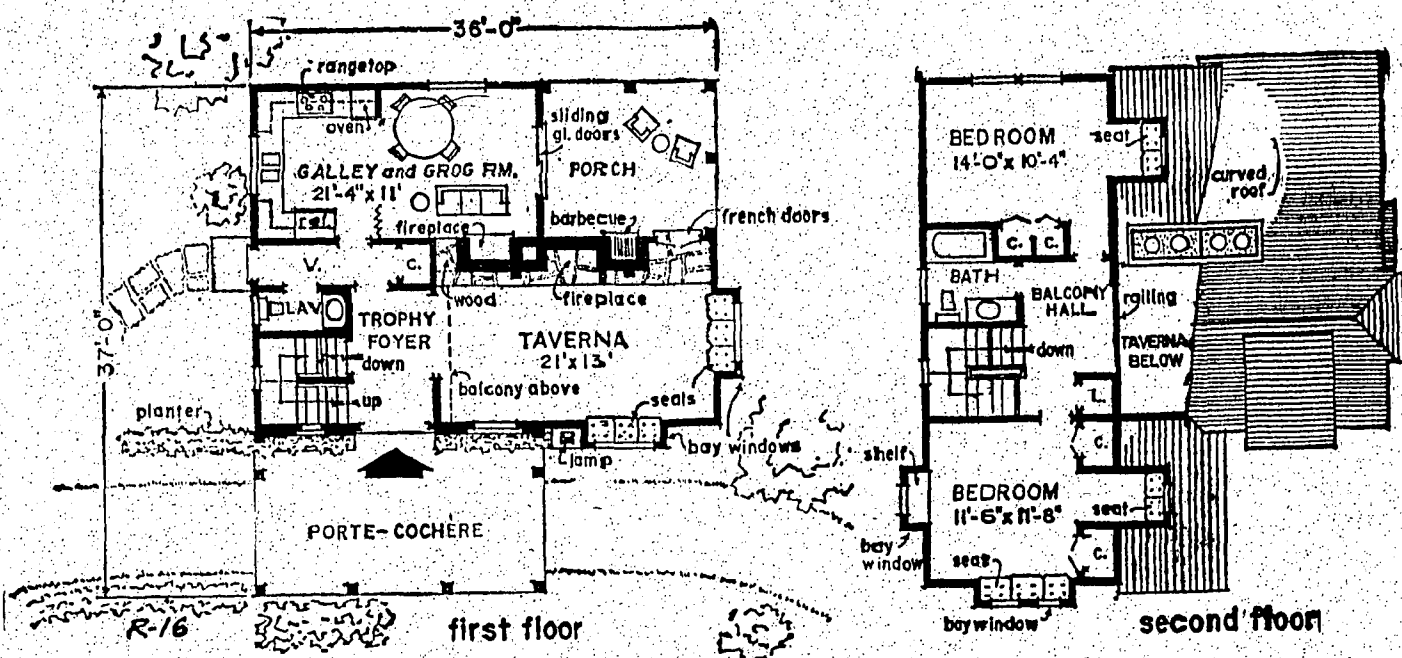 36'-0"
rangetop
oven
sliding
gl. doors
GALLEY and GROG RM.
21'-4" x 11'
PORCH
ref.
fireplace
barbecue
french doors
V.
C.
wood
fireplace
LAV.
TROPHY
FOYER
TAVERNA
21' x 13'
37'-0"
down
balcony above
up
seats
planter
lamp
bay windows
PORTE-COCHÈRE
R-16
first floor
BEDROOM
14'-0" x 10'-4"
seat
curved
roof
C.
C.
BATH
BALCONY
HALL
railing
down
TAVERNA
BELOW
L.
C.
shelf
BEDROOM
11'-6" x 11'-8"
seat
bay
window
seat
C.
bay window
second floor